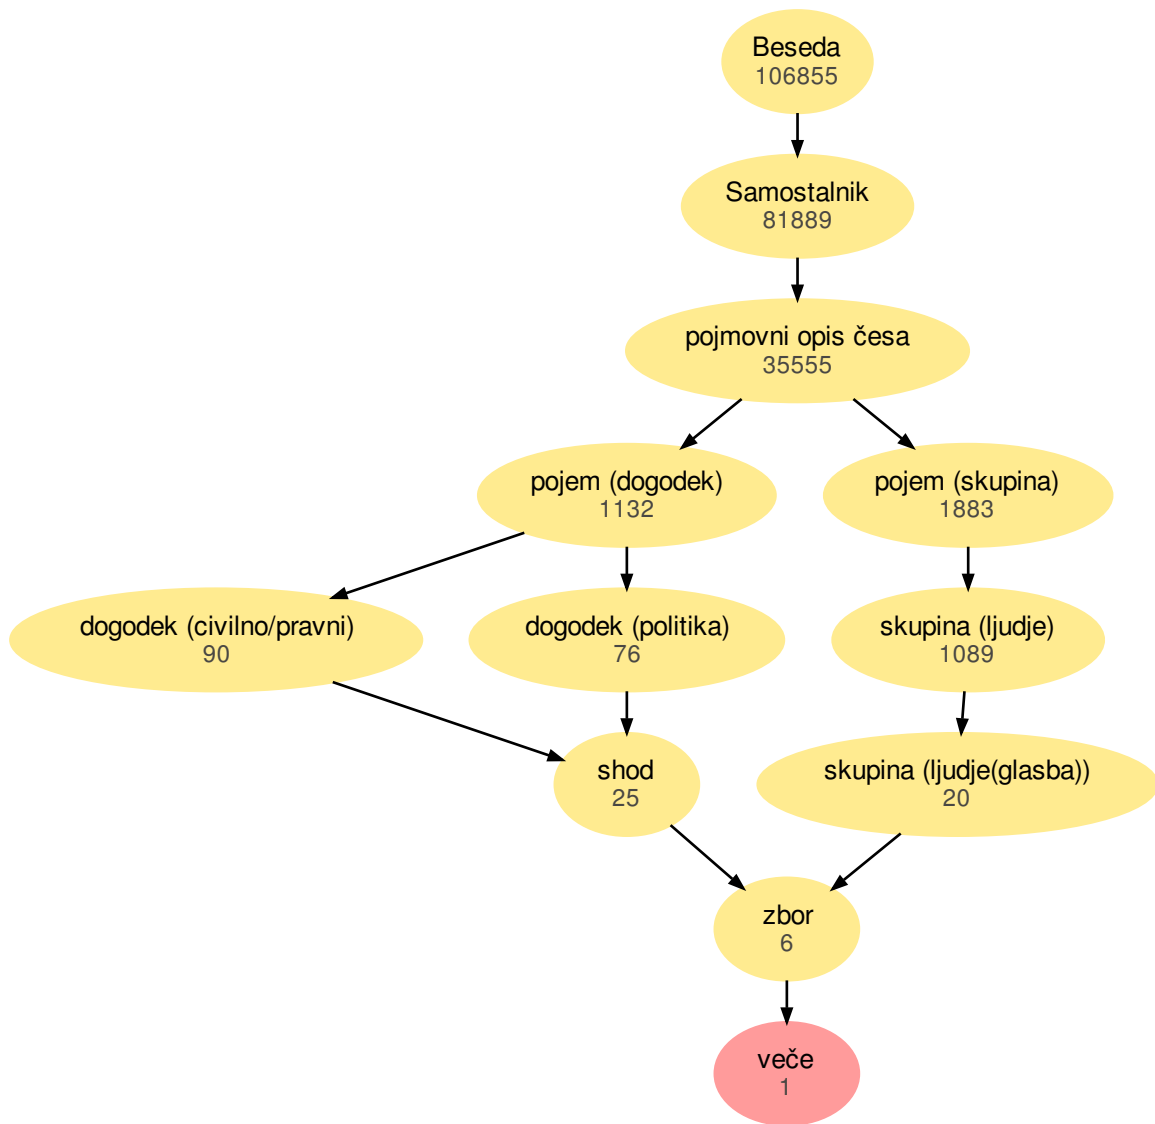 Beseda
106855
Samostalnik
81889
pojmovni opis česa
35555
pojem (dogodek)
1132
pojem (skupina)
1883
dogodek (civilno/pravni)
90
dogodek (politika)
76
skupina (ljudje)
1089
shod
25
skupina (ljudje(glasba))
20
zbor
6
veče
1